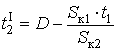 t₂ᴵ = D − (Sк1 · t₁) / Sк2